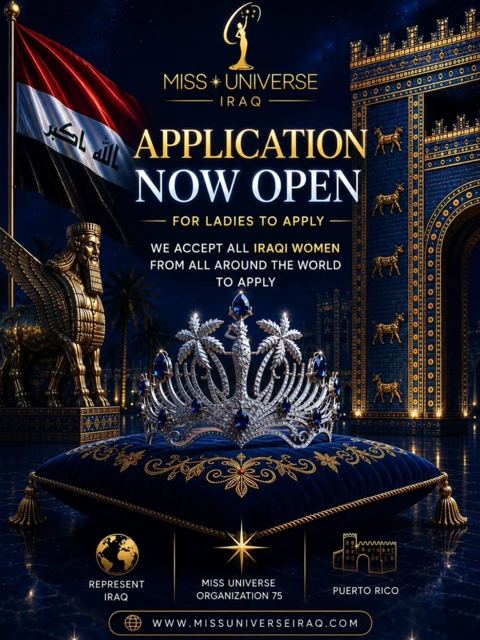 MISS UNIVERSE
IRAQ
الله اكبر
APPLICATION
NOW OPEN
FOR LADIES TO APPLY
WE ACCEPT ALL IRAQI WOMEN
FROM ALL AROUND THE WORLD
TO APPLY
REPRESENT
IRAQ
MISS UNIVERSE
ORGANIZATION 75
PUERTO RICO
WWW.MISSUNIVERSEIRAQ.COM